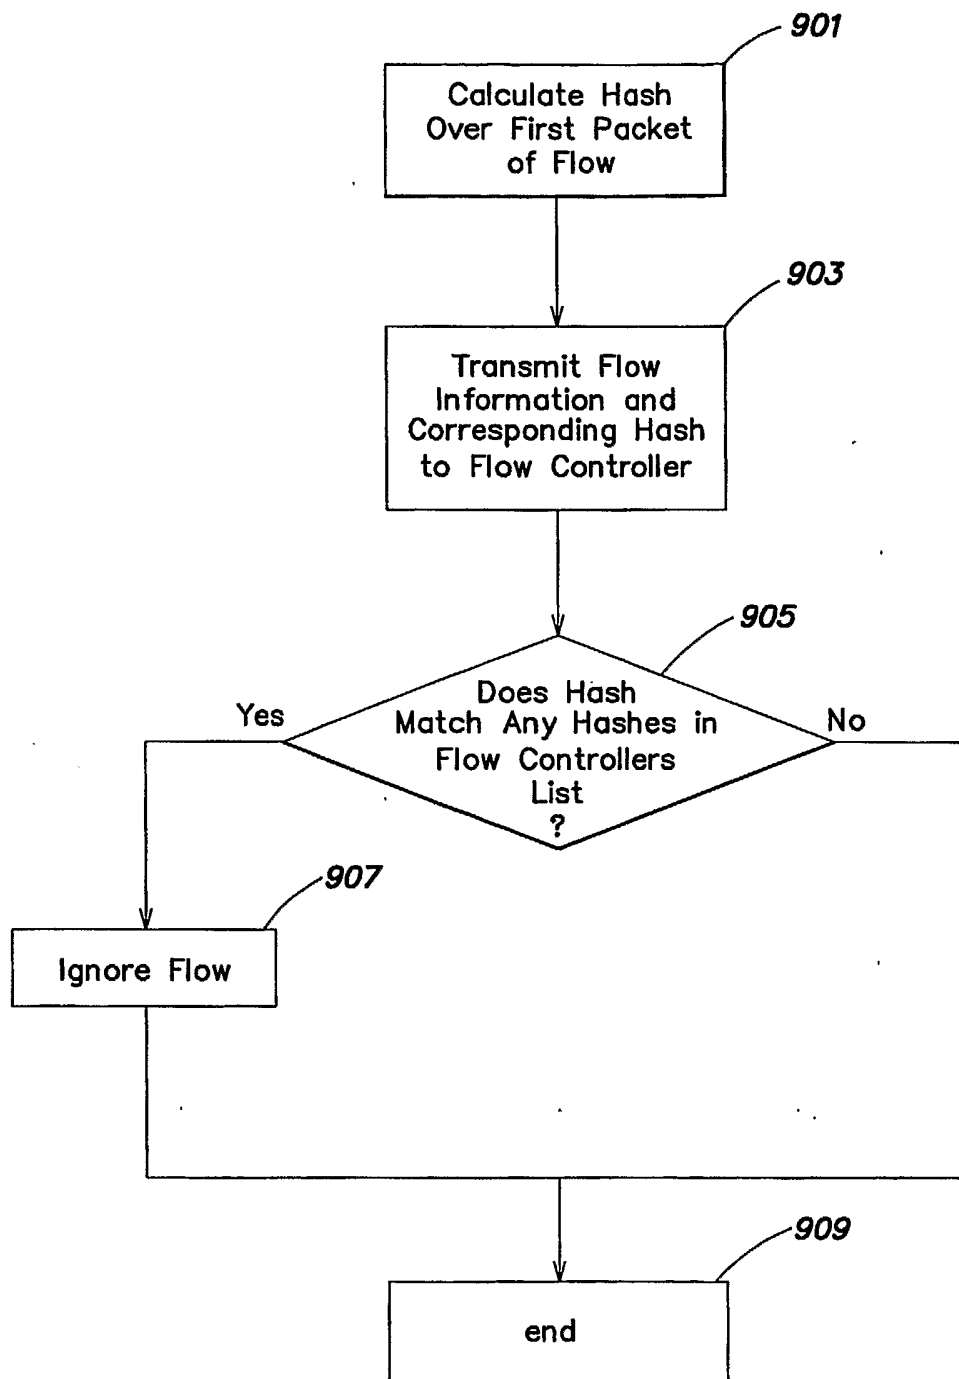 901
Calculate Hash
Over First Packet
of Flow
903
Transmit Flow
Information and
Corresponding Hash
to Flow Controller
905
Does Hash
Match Any Hashes in
Flow Controllers
List
?
Yes
No
907
Ignore Flow
909
end